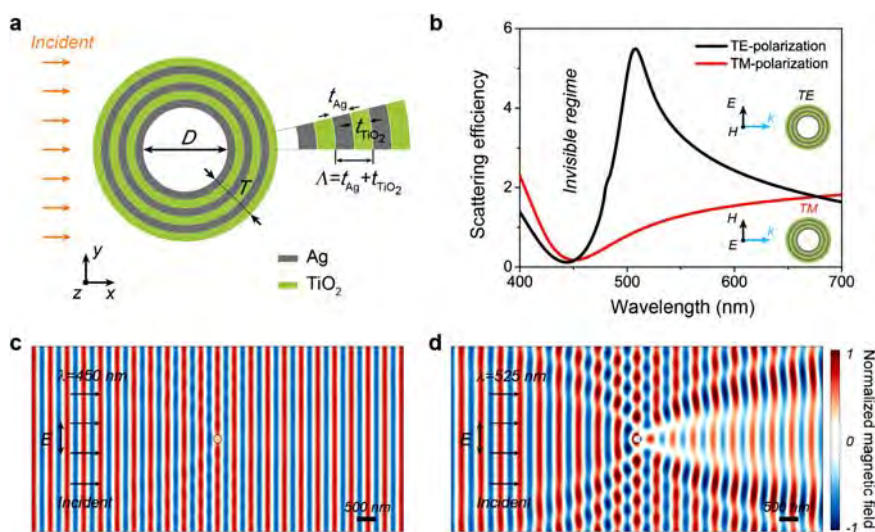 a
Incident
D
T
t_Ag
t_TiO2
Λ=t_Ag+t_TiO2
y
z
x
Ag
TiO2
b
Scattering efficiency
6
4
2
0
Invisible regime
TE-polarization
TM-polarization
E
H
k
TE
H
E
k
TM
400
500
600
700
Wavelength (nm)
c
λ=450 nm
E
Incident
500 nm
d
λ=525 nm
E
Incident
500 nm
1
0
-1
Normalized magnetic field